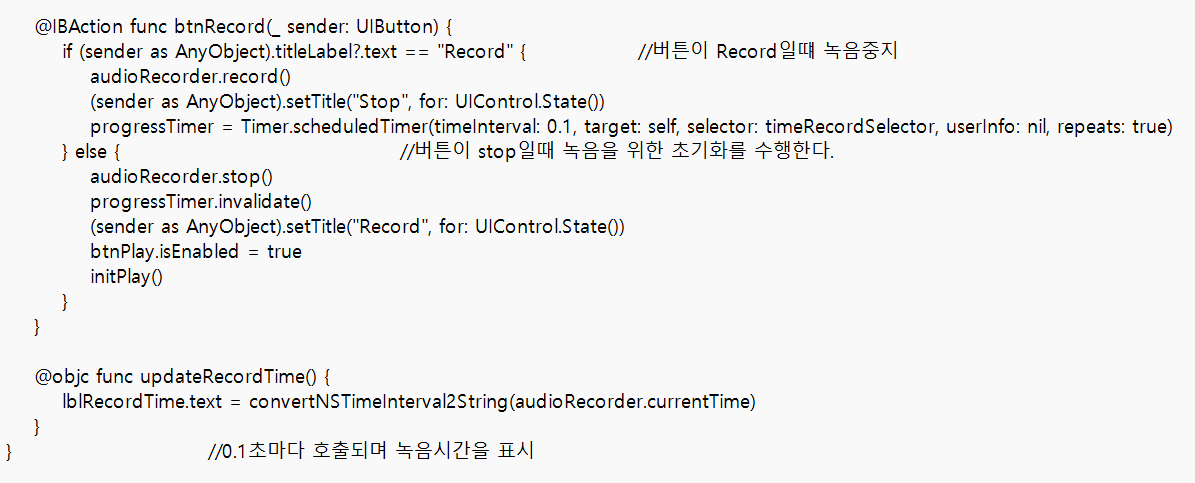 @IBAction func btnRecord(_ sender: UIButton) {
if (sender as AnyObject).titleLabel?.text == "Record" { //버튼이 Record일떄 녹음중지
audioRecorder.record()
(sender as AnyObject).setTitle("Stop", for: UIControl.State())
progressTimer = Timer.scheduledTimer(timeInterval: 0.1, target: self, selector: timeRecordSelector, userInfo: nil, repeats: true)
} else { //버튼이 stop일때 녹음을 위한 초기화를 수행한다.
audioRecorder.stop()
progressTimer.invalidate()
(sender as AnyObject).setTitle("Record", for: UIControl.State())
btnPlay.isEnabled = true
initPlay()
}
}
@objc func updateRecordTime() {
lblRecordTime.text = convertNSTimeInterval2String(audioRecorder.currentTime)
}
} //0.1초마다 호출되며 녹음시간을 표시